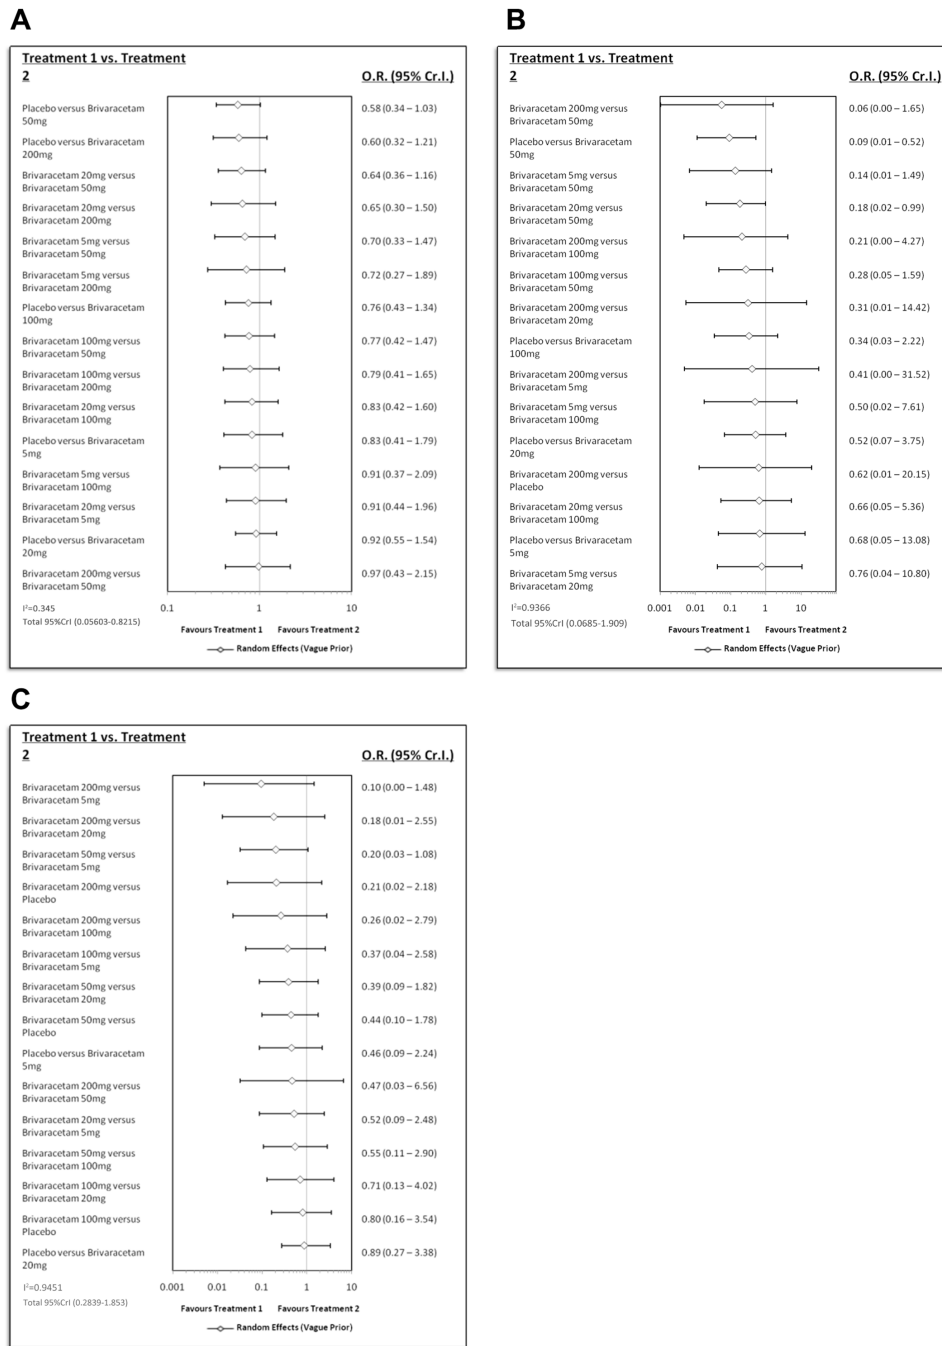 A
Treatment 1 vs. Treatment
2
O.R. (95% Cr.I.)
Placebo versus Brivaracetam
50mg
0.58 (0.34 – 1.03)
Placebo versus Brivaracetam
200mg
0.60 (0.32 – 1.21)
Brivaracetam 20mg versus
Brivaracetam 50mg
0.64 (0.36 – 1.16)
Brivaracetam 20mg versus
Brivaracetam 200mg
0.65 (0.30 – 1.50)
Brivaracetam 5mg versus
Brivaracetam 50mg
0.70 (0.33 – 1.47)
Brivaracetam 5mg versus
Brivaracetam 200mg
0.72 (0.27 – 1.89)
Placebo versus Brivaracetam
100mg
0.76 (0.43 – 1.34)
Brivaracetam 100mg versus
Brivaracetam 50mg
0.77 (0.42 – 1.47)
Brivaracetam 100mg versus
Brivaracetam 200mg
0.79 (0.41 – 1.65)
Brivaracetam 20mg versus
Brivaracetam 100mg
0.83 (0.42 – 1.60)
Placebo versus Brivaracetam
5mg
0.83 (0.41 – 1.79)
Brivaracetam 5mg versus
Brivaracetam 100mg
0.91 (0.37 – 2.09)
Brivaracetam 20mg versus
Brivaracetam 5mg
0.91 (0.44 – 1.96)
Placebo versus Brivaracetam
20mg
0.92 (0.55 – 1.54)
Brivaracetam 200mg versus
Brivaracetam 50mg
0.97 (0.43 – 2.15)
I²=0.345
Total 95%CrI (0.05603-0.8215)
0.1 1 10
Favours Treatment 1 Favours Treatment 2
Random Effects (Vague Prior)
B
Treatment 1 vs. Treatment
2
O.R. (95% Cr.I.)
Brivaracetam 200mg versus
Brivaracetam 50mg
0.06 (0.00 – 1.65)
Placebo versus Brivaracetam
50mg
0.09 (0.01 – 0.52)
Brivaracetam 5mg versus
Brivaracetam 50mg
0.14 (0.01 – 1.49)
Brivaracetam 20mg versus
Brivaracetam 50mg
0.18 (0.02 – 0.99)
Brivaracetam 200mg versus
Brivaracetam 100mg
0.21 (0.00 – 4.27)
Brivaracetam 100mg versus
Brivaracetam 50mg
0.28 (0.05 – 1.59)
Brivaracetam 200mg versus
Brivaracetam 20mg
0.31 (0.01 – 14.42)
Placebo versus Brivaracetam
100mg
0.34 (0.03 – 2.22)
Brivaracetam 200mg versus
Brivaracetam 5mg
0.41 (0.00 – 31.52)
Brivaracetam 5mg versus
Brivaracetam 100mg
0.50 (0.02 – 7.61)
Placebo versus Brivaracetam
20mg
0.52 (0.07 – 3.75)
Brivaracetam 200mg versus
Placebo
0.62 (0.01 – 20.15)
Brivaracetam 20mg versus
Brivaracetam 100mg
0.66 (0.05 – 5.36)
Placebo versus Brivaracetam
5mg
0.68 (0.05 – 13.08)
Brivaracetam 5mg versus
Brivaracetam 20mg
0.76 (0.04 – 10.80)
I²=0.9366
Total 95%CrI (0.0685-1.909)
0.001 0.01 0.1 1 10
Favours Treatment 1 Favours Treatment 2
Random Effects (Vague Prior)
C
Treatment 1 vs. Treatment
2
O.R. (95% Cr.I.)
Brivaracetam 200mg versus
Brivaracetam 5mg
0.10 (0.00 – 1.48)
Brivaracetam 200mg versus
Brivaracetam 20mg
0.18 (0.01 – 2.55)
Brivaracetam 50mg versus
Brivaracetam 5mg
0.20 (0.03 – 1.08)
Brivaracetam 200mg versus
Placebo
0.21 (0.02 – 2.18)
Brivaracetam 200mg versus
Brivaracetam 100mg
0.26 (0.02 – 2.79)
Brivaracetam 100mg versus
Brivaracetam 5mg
0.37 (0.04 – 2.58)
Brivaracetam 50mg versus
Brivaracetam 20mg
0.39 (0.09 – 1.82)
Brivaracetam 50mg versus
Placebo
0.44 (0.10 – 1.78)
Placebo versus Brivaracetam
5mg
0.46 (0.09 – 2.24)
Brivaracetam 200mg versus
Brivaracetam 50mg
0.47 (0.03 – 6.56)
Brivaracetam 20mg versus
Brivaracetam 5mg
0.52 (0.09 – 2.48)
Brivaracetam 50mg versus
Brivaracetam 100mg
0.55 (0.11 – 2.90)
Brivaracetam 100mg versus
Brivaracetam 20mg
0.71 (0.13 – 4.02)
Brivaracetam 100mg versus
Placebo
0.80 (0.16 – 3.54)
Placebo versus Brivaracetam
20mg
0.89 (0.27 – 3.38)
I²=0.9451
Total 95%CrI (0.2839-1.853)
0.001 0.01 0.1 1 10
Favours Treatment 1 Favours Treatment 2
Random Effects (Vague Prior)